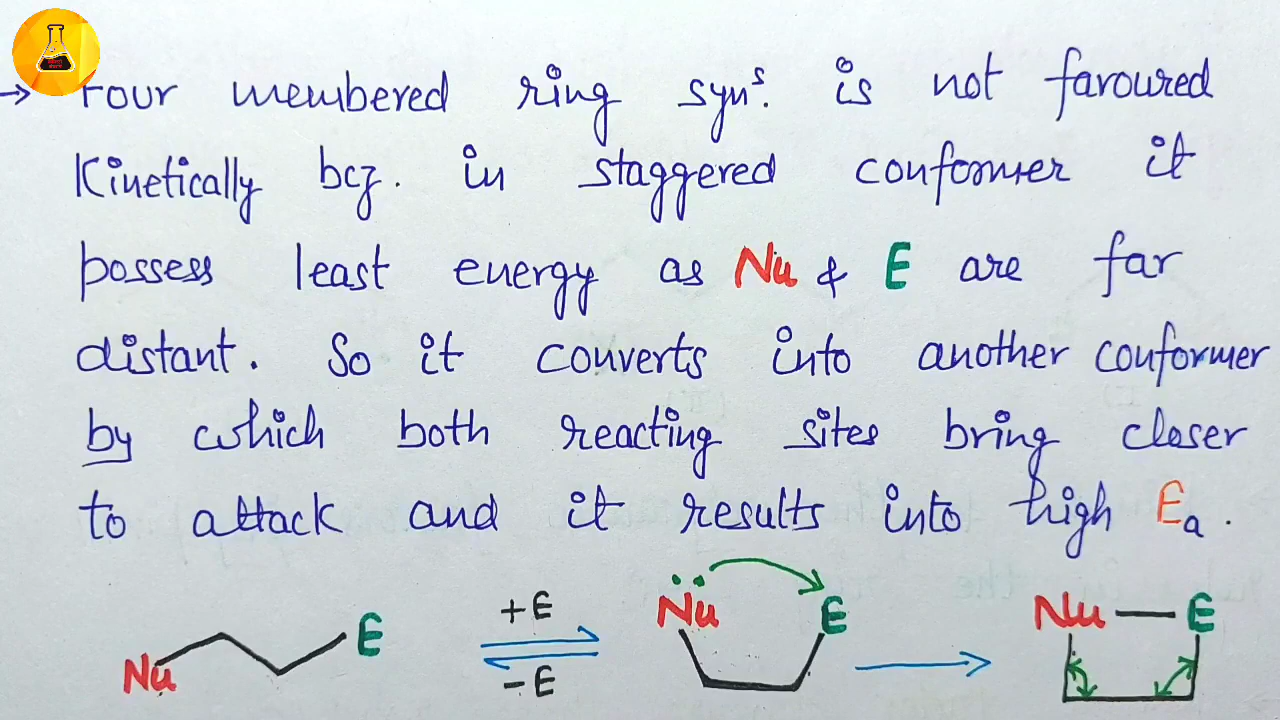 → Four membered ring synˢ. is not favoured
Kinetically bcz. in staggered conformer it
possess least energy as Nu & E are far
distant. So it converts into another conformer
by which both reacting sites bring closer
to attack and it results into high Ea.
Nu E
+E
-E
Nu E
Nu — E